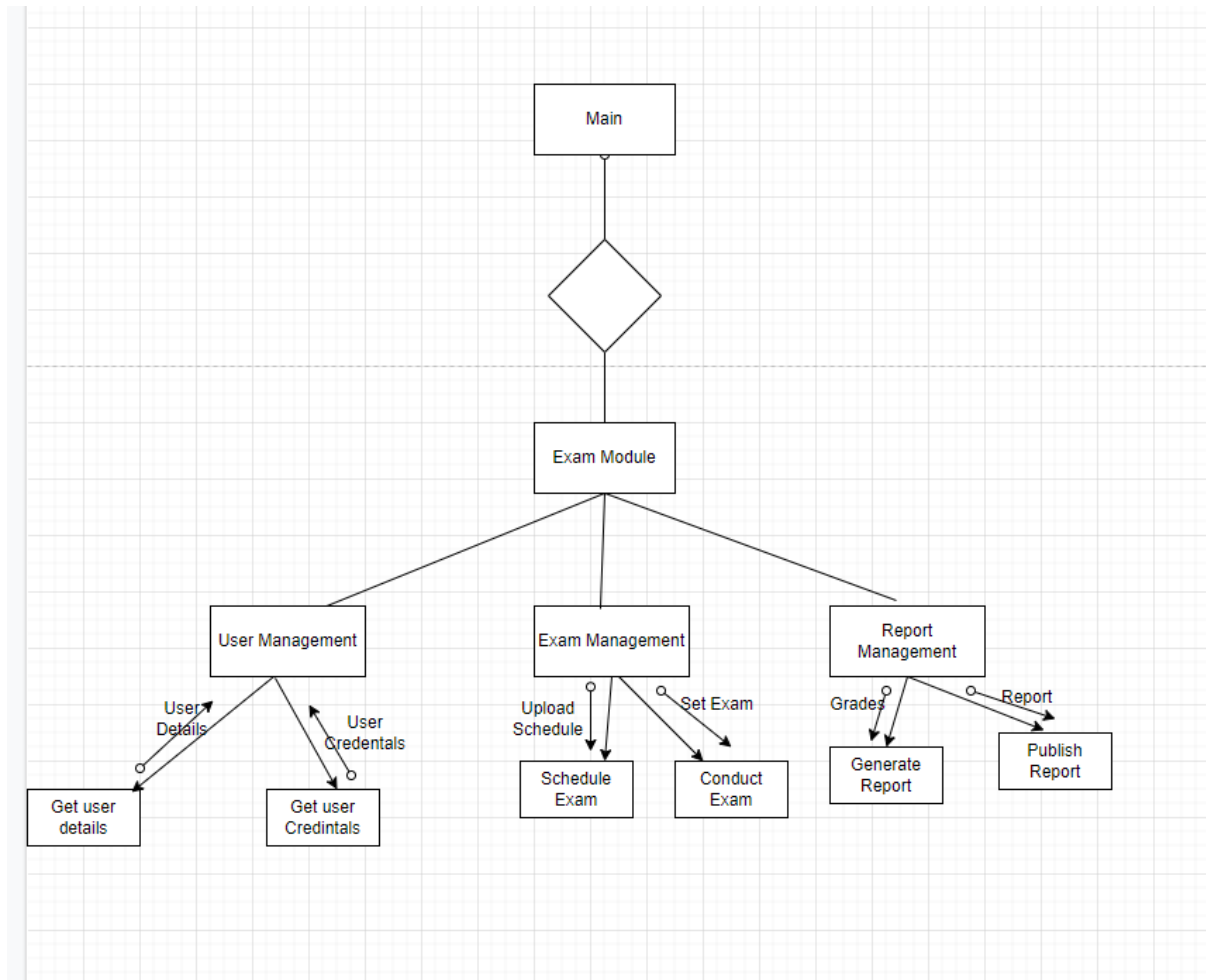 Main
Exam Module
User Management
Exam Management
Report
Management
User
Details
User
Credentals
Upload
Schedule
Set Exam
Grades
Report
Get user
details
Get user
Credintals
Schedule
Exam
Conduct
Exam
Generate
Report
Publish
Report